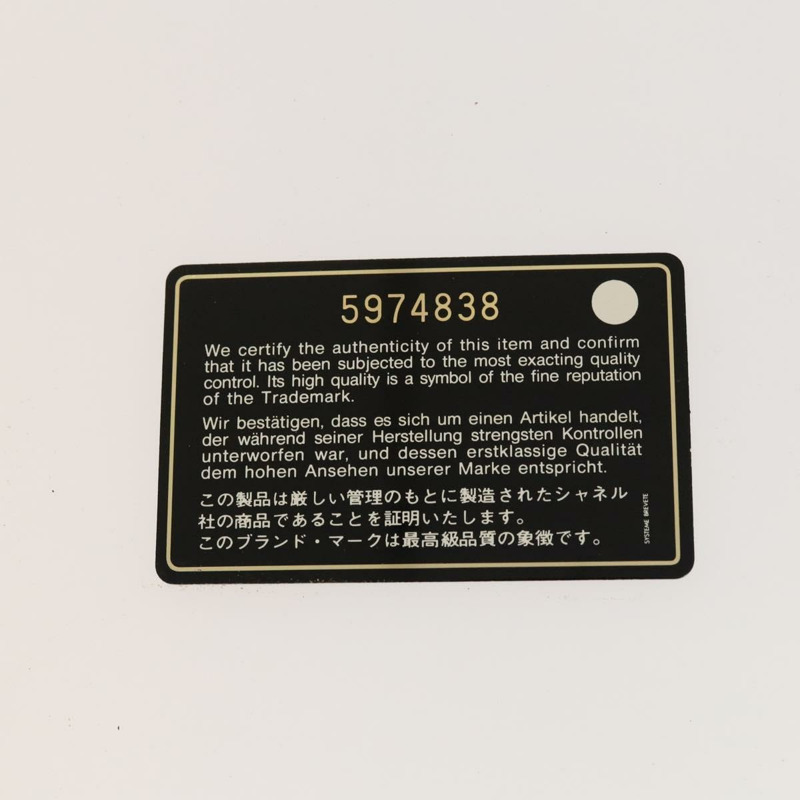 5974838
We certify the authenticity of this item and confirm
that it has been subjected to the most exacting quality
control. Its high quality is a symbol of the fine reputation
of the Trademark.
Wir bestätigen, dass es sich um einen Artikel handelt,
der während seiner Herstellung strengsten Kontrollen
unterworfen war, und dessen erstklassige Qualität
dem hohen Ansehen unserer Marke entspricht.
この製品は厳しい管理のもとに製造されたシャネル
社の商品であることを証明いたします。
このブランド・マークは最高級品質の象徴です。
SYSTEME BREVETE